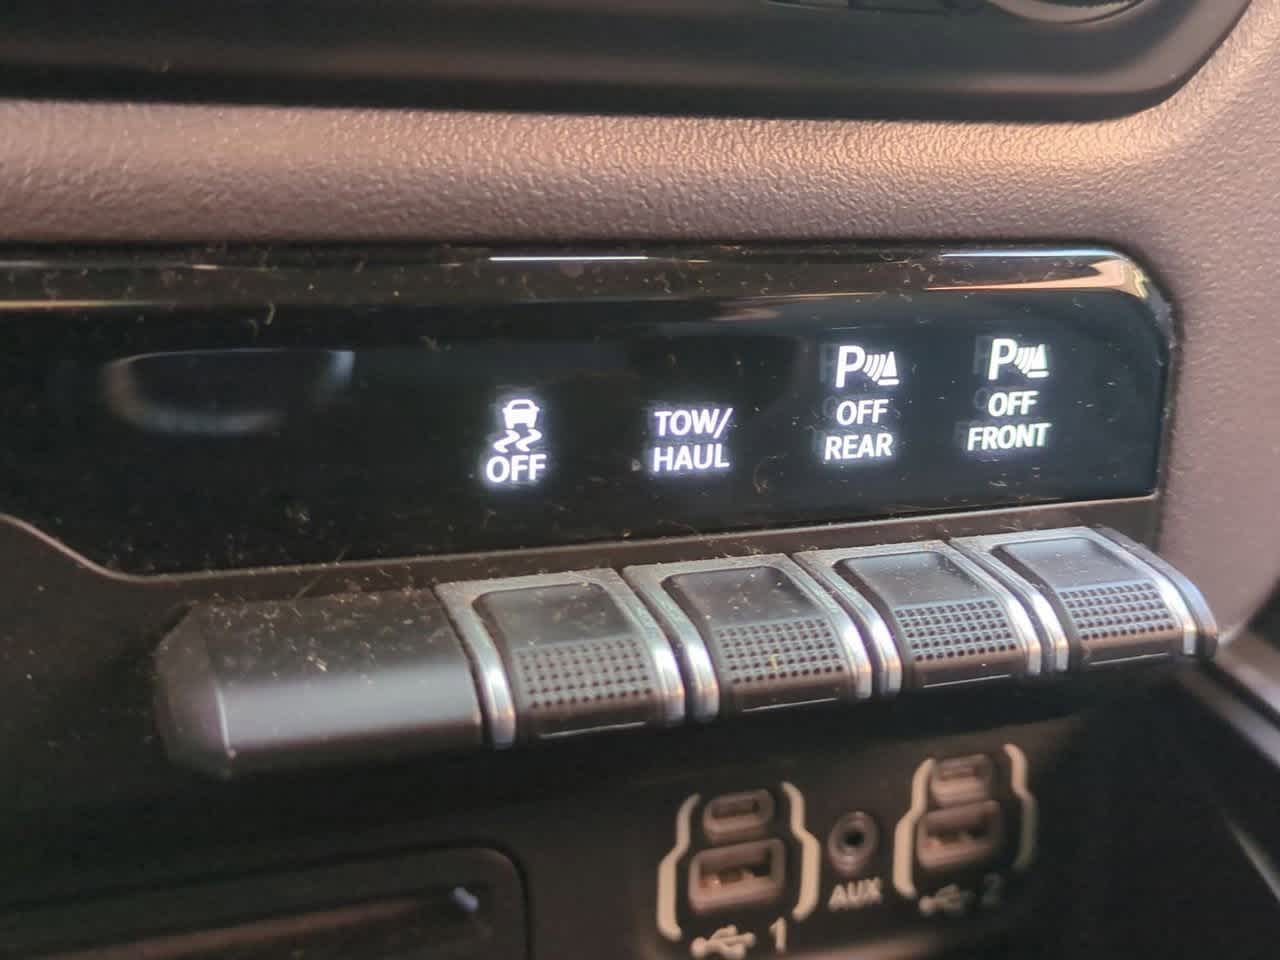 OFF
TOW/
HAUL
P
OFF
REAR
P
OFF
FRONT
1
AUX
2